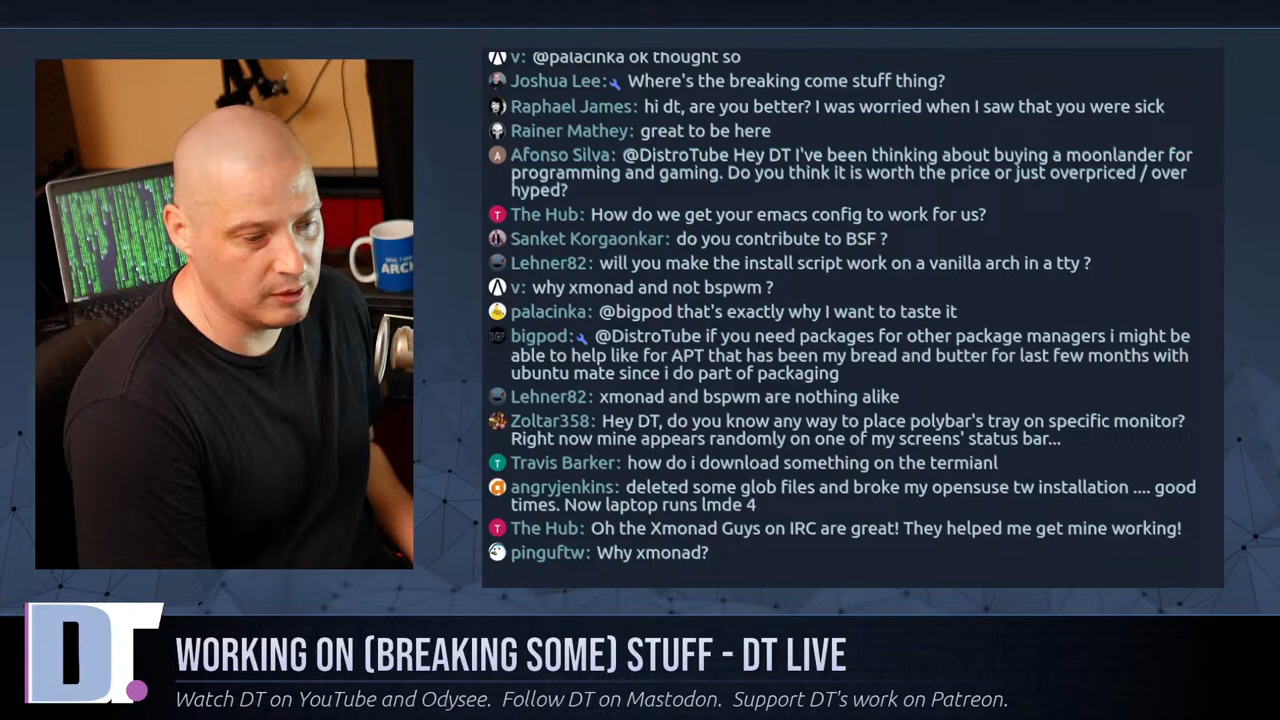 v: @palacinka ok thought so
Joshua Lee: Where's the breaking come stuff thing?
Raphael James: hi dt, are you better? I was worried when I saw that you were sick
Rainer Mathey: great to be here
A Afonso Silva: @DistroTube Hey DT I've been thinking about buying a moonlander for
programming and gaming. Do you think it is worth the price or just overpriced / over
hyped?
T The Hub: How do we get your emacs config to work for us?
Sanket Korgaonkar: do you contribute to BSF ?
Lehner82: will you make the install script work on a vanilla arch in a tty ?
v: why xmonad and not bspwm ?
palacinka: @bigpod that's exactly why I want to taste it
bigpod: @DistroTube if you need packages for other package managers i might be
able to help like for APT that has been my bread and butter for last few months with
ubuntu mate since i do part of packaging
Lehner82: xmonad and bspwm are nothing alike
Zoltar358: Hey DT, do you know any way to place polybar's tray on specific monitor?
Right now mine appears randomly on one of my screens' status bar...
T Travis Barker: how do i download something on the termianl
angryjenkins: deleted some glob files and broke my opensuse tw installation .... good
times. Now laptop runs lmde 4
T The Hub: Oh the Xmonad Guys on IRC are great! They helped me get mine working!
pinguftw: Why xmonad?
ARCH
DT.
WORKING ON (BREAKING SOME) STUFF - DT LIVE
Watch DT on YouTube and Odysee. Follow DT on Mastodon. Support DT's work on Patreon.